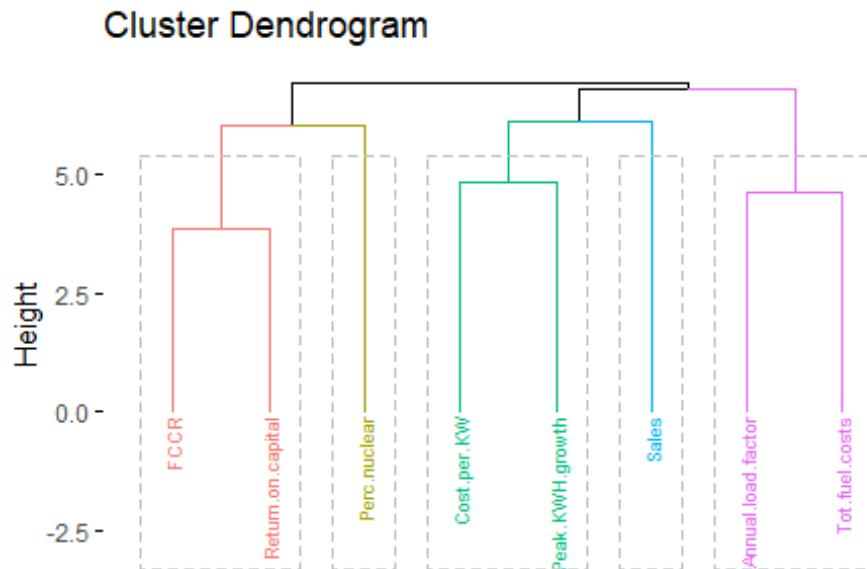 Cluster Dendrogram
Height
5.0
2.5
0.0
-2.5
FCCR
Return.on.capital
Perc.nuclear
Cost.per.KW
Peak.KWH.growth
Sales
Annual.load.factor
Tot.fuel.costs